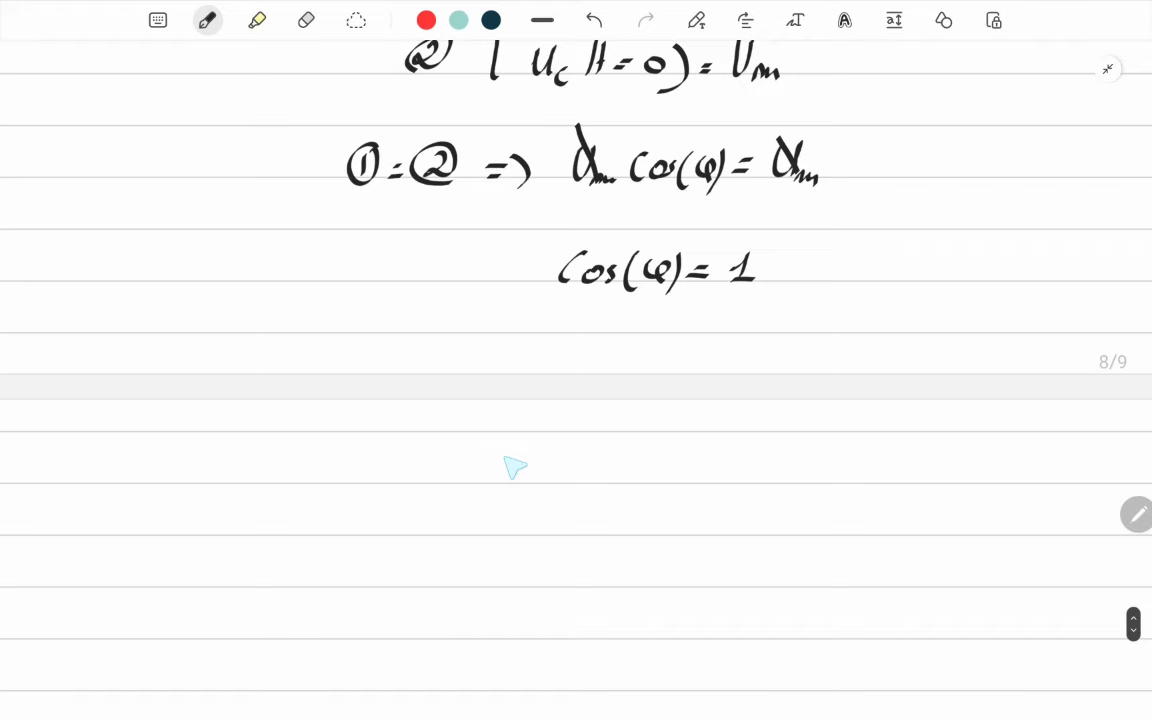 ② ( u_c(t=0) = U_m
① = ② => U_m cos(φ) = U_m
Cos(φ) = 1
8/9